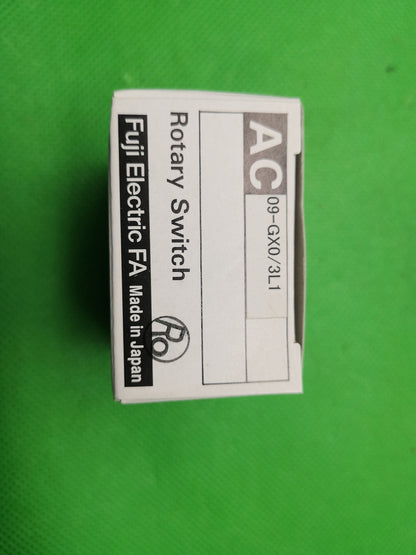 AC 09-GX0/3L1
Rotary Switch
Fuji Electric FA Made in Japan